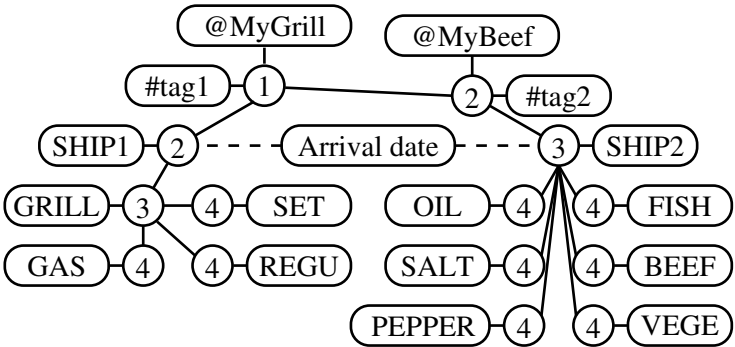 @MyGrill @MyBeef
#tag1 1 2 #tag2
SHIP1 2 Arrival date 3 SHIP2
GRILL 3 4 SET OIL 4 4 FISH
GAS 4 4 REGU SALT 4 4 BEEF
PEPPER 4 4 VEGE